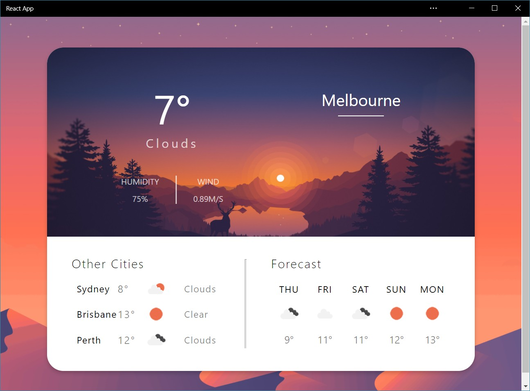 React App
7°
Clouds
Melbourne
HUMIDITY
WIND
75%
0.89M/S
Other Cities
Sydney 8° Clouds
Brisbane 13° Clear
Perth 12° Clouds
Forecast
THU FRI SAT SUN MON
9° 11° 11° 12° 13°